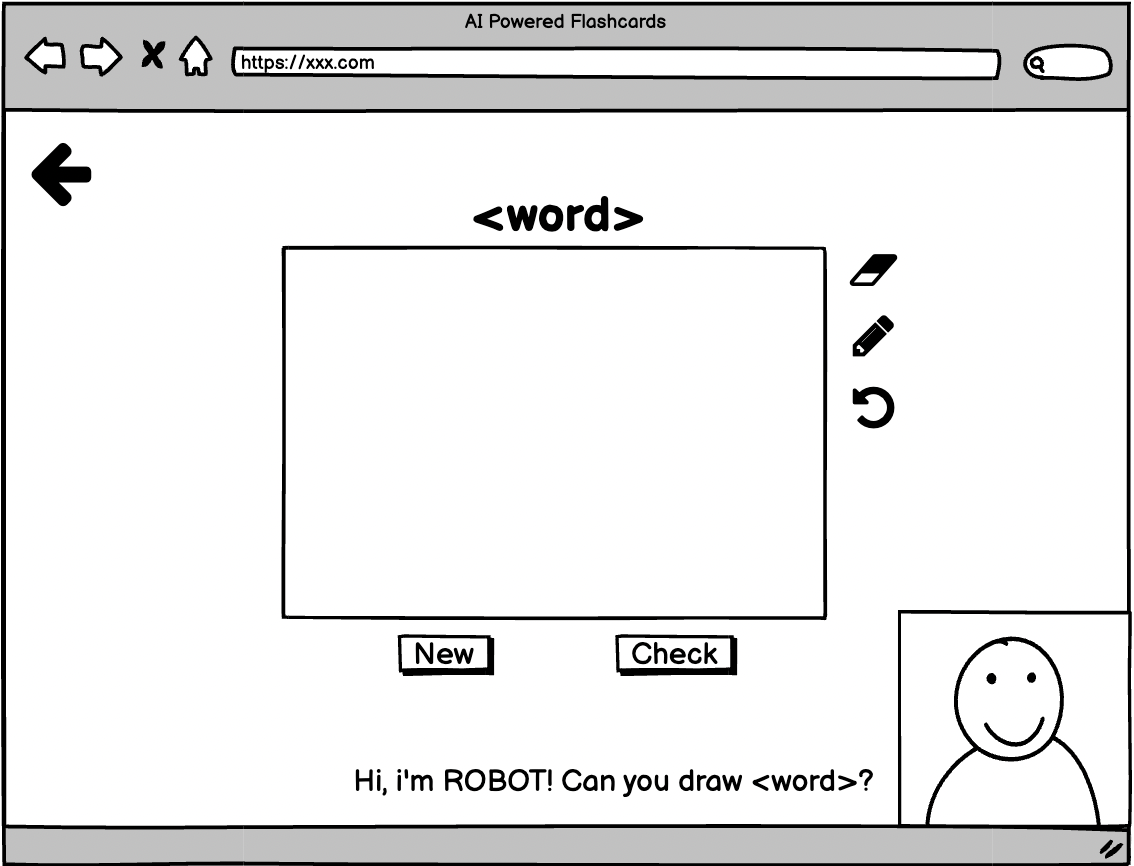 AI Powered Flashcards
https://xxx.com
<word>
New
Check
Hi, i'm ROBOT! Can you draw <word>?